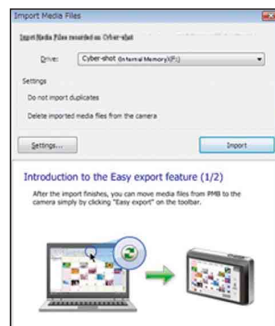 Import Media Files
Import Media Files recorded on Cyber-shot
Drive:
Cyber-shot (Internal Memory)(F:)
Settings
Do not import duplicates
Delete imported media files from the camera
Settings...
Import
Introduction to the Easy export feature (1/2)
After the import finishes, you can move media files from PMB to the
camera simply by clicking "Easy export" on the toolbar.